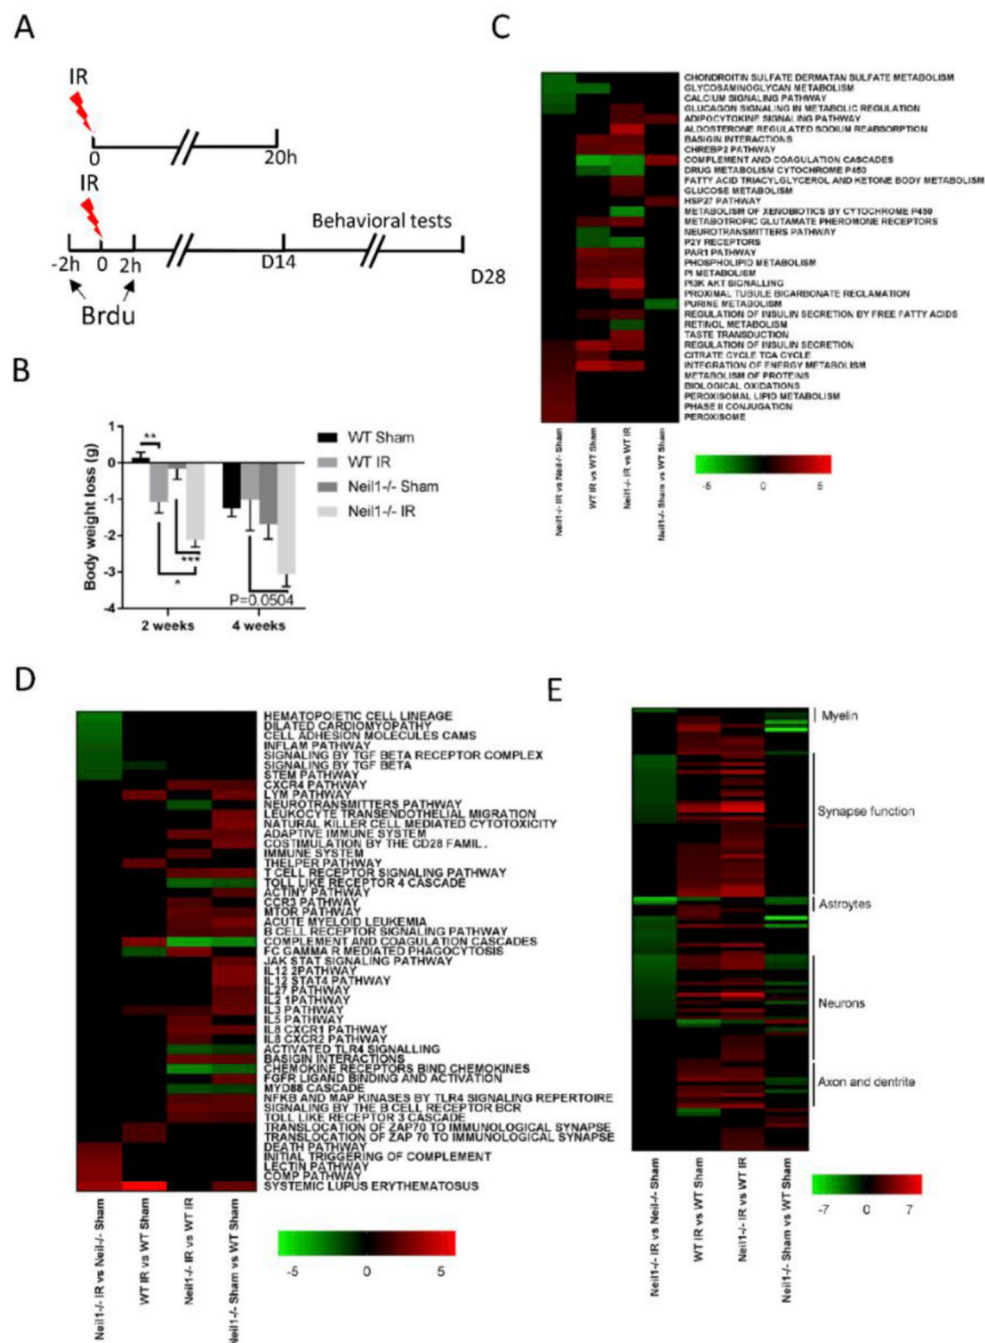 A
IR
0
20h
IR
Behavioral tests
-2h
0
2h
D14
D28
Brdu
B
Body weight loss (g)
1
0
-1
-2
-3
-4
**
***
*
P=0.0504
2 weeks
4 weeks
WT Sham
WT IR
Neil1-/- Sham
Neil1-/- IR
C
CHONDROITIN SULFATE DERMATAN SULFATE METABOLISM
GLYCOSAMINOGLYCAN METABOLISM
CALCIUM SIGNALING PATHWAY
GLUCAGON SIGNALING IN METABOLIC REGULATION
ADIPOCYTOKINE SIGNALING PATHWAY
ALDOSTERONE REGULATED SODIUM REABSORPTION
BASIGIN INTERACTIONS
CHREBP2 PATHWAY
COMPLEMENT AND COAGULATION CASCADES
DRUG METABOLISM CYTOCHROME P450
FATTY ACID TRIACYLGLYCEROL AND KETONE BODY METABOLISM
GLUCOSE METABOLISM
HSP27 PATHWAY
METABOLISM OF XENOBIOTICS BY CYTOCHROME P450
METABOTROPIC GLUTAMATE PHEROMONE RECEPTORS
NEUROTRANSMITTERS PATHWAY
P2Y RECEPTORS
PAR1 PATHWAY
PHOSPHOLIPID METABOLISM
PI METABOLISM
PI3K AKT SIGNALLING
PROXIMAL TUBULE BICARBONATE RECLAMATION
PURINE METABOLISM
REGULATION OF INSULIN SECRETION BY FREE FATTY ACIDS
RETINOL METABOLISM
TASTE TRANSDUCTION
REGULATION OF INSULIN SECRETION
CITRATE CYCLE TCA CYCLE
INTEGRATION OF ENERGY METABOLISM
METABOLISM OF PROTEINS
BIOLOGICAL OXIDATIONS
PEROXISOMAL LIPID METABOLISM
PHASE II CONJUGATION
PEROXISOME
Neil1-/- IR vs Neil-/- Sham
WT IR vs WT Sham
Neil1-/- IR vs WT IR
Neil1-/- Sham vs WT Sham
0
D
HEMATOPOIETIC CELL LINEAGE
DILATED CARDIOMYOPATHY
CELL ADHESION MOLECULES CAMS
INFLAM PATHWAY
SIGNALING BY TGF BETA RECEPTOR COMPLEX
SIGNALING BY TGF BETA
STEM PATHWAY
CXCR4 PATHWAY
LYM PATHWAY
NEUROTRANSMITTERS PATHWAY
LEUKOCYTE TRANSENDOTHELIAL MIGRATION
NATURAL KILLER CELL MEDIATED CYTOTOXICITY
ADAPTIVE IMMUNE SYSTEM
COSTIMULATION BY THE CD28 FAMIL .
IMMUNE SYSTEM
THELPER PATHWAY
T CELL RECEPTOR SIGNALING PATHWAY
TOLL LIKE RECEPTOR 4 CASCADE
ACTINY PATHWAY
CCR3 PATHWAY
MTOR PATHWAY
ACUTE MYELOID LEUKEMIA
B CELL RECEPTOR SIGNALING PATHWAY
COMPLEMENT AND COAGULATION CASCADES
FC GAMMA R MEDIATED PHAGOCYTOSIS
JAK STAT SIGNALING PATHWAY
IL12 2PATHWAY
IL12 STAT4 PATHWAY
IL27 PATHWAY
IL2 1PATHWAY
IL3 PATHWAY
IL5 PATHWAY
IL8 CXCR1 PATHWAY
IL8 CXCR2 PATHWAY
ACTIVATED TLR4 SIGNALLING
BASIGIN INTERACTIONS
CHEMOKINE RECEPTORS BIND CHEMOKINES
FGFR LIGAND BINDING AND ACTIVATION
MYD88 CASCADE
NFKB AND MAP KINASES BY TLR4 SIGNALING REPERTOIRE
SIGNALING BY THE B CELL RECEPTOR BCR
TOLL LIKE RECEPTOR 3 CASCADE
TRANSLOCATION OF ZAP70 TO IMMUNOLOGICAL SYNAPSE
TRANSLOCATION OF ZAP 70 TO IMMUNOLOGICAL SYNAPSE
DEATH PATHWAY
INITIAL TRIGGERING OF COMPLEMENT
LECTIN PATHWAY
COMP PATHWAY
SYSTEMIC LUPUS ERYTHEMATOSUS
Neil1-/- IR vs Neil-/- Sham
WT IR vs WT Sham
Neil1-/- IR vs WT IR
Neil1-/- Sham vs WT Sham
-5
0
5
E
Myelin
Synapse function
Astroytes
Neurons
Axon and dentrite
Neil1-/- IR vs Neil-/- Sham
WT IR vs WT Sham
Neil1-/- IR vs WT IR
Neil1-/- Sham vs WT Sham
-7
0
7